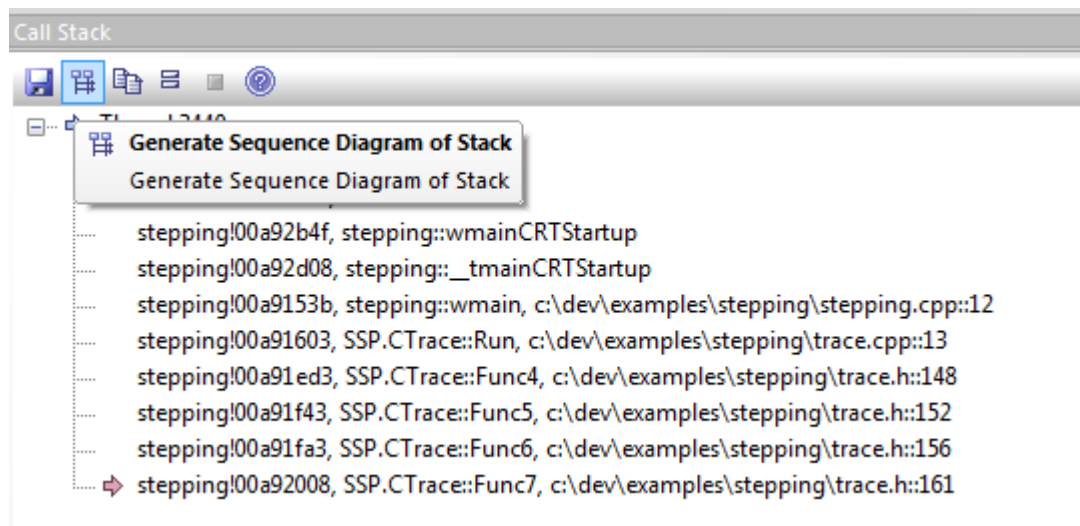 Call Stack
Generate Sequence Diagram of Stack
Generate Sequence Diagram of Stack
stepping!00a92b4f, stepping::wmainCRTStartup
stepping!00a92d08, stepping::__tmainCRTStartup
stepping!00a9153b, stepping::wmain, c:\dev\examples\stepping\stepping.cpp::12
stepping!00a91603, SSP.CTrace::Run, c:\dev\examples\stepping\trace.cpp::13
stepping!00a91ed3, SSP.CTrace::Func4, c:\dev\examples\stepping\trace.h::148
stepping!00a91f43, SSP.CTrace::Func5, c:\dev\examples\stepping\trace.h::152
stepping!00a91fa3, SSP.CTrace::Func6, c:\dev\examples\stepping\trace.h::156
stepping!00a92008, SSP.CTrace::Func7, c:\dev\examples\stepping\trace.h::161